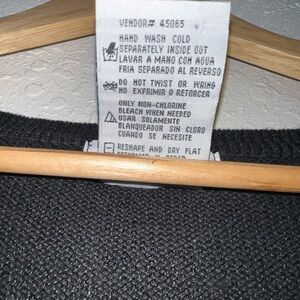 VENDOR# 45065
HAND WASH COLD
SEPARATELY INSIDE OUT
LAVAR A MANO CON AGUA
FRIA SEPARADO AL REVERSO
DO NOT TWIST OR WRING
NO EXPRIMIR O RETORCER
ONLY NON-CHLORINE
BLEACH WHEN NEEDED
USAR SOLAMENTE
BLANQUEADOR SIN CLORO
CUANDO SE NECESITE
RESHAPE AND DRY FLAT